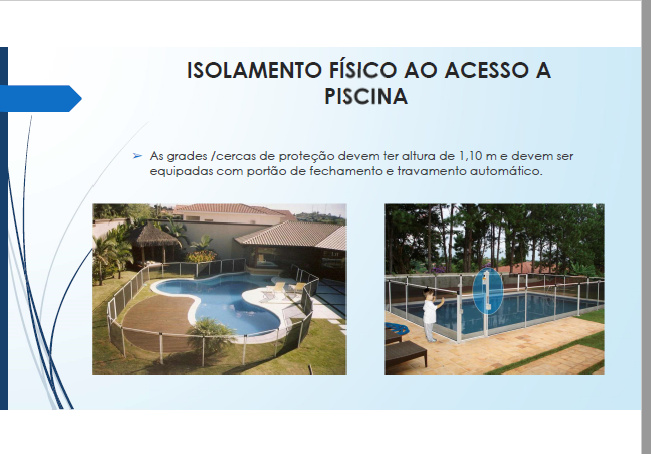 ISOLAMENTO FÍSICO AO ACESSO A
PISCINA
As grades /cercas de proteção devem ter altura de 1,10 m e devem ser
equipadas com portão de fechamento e travamento automático.